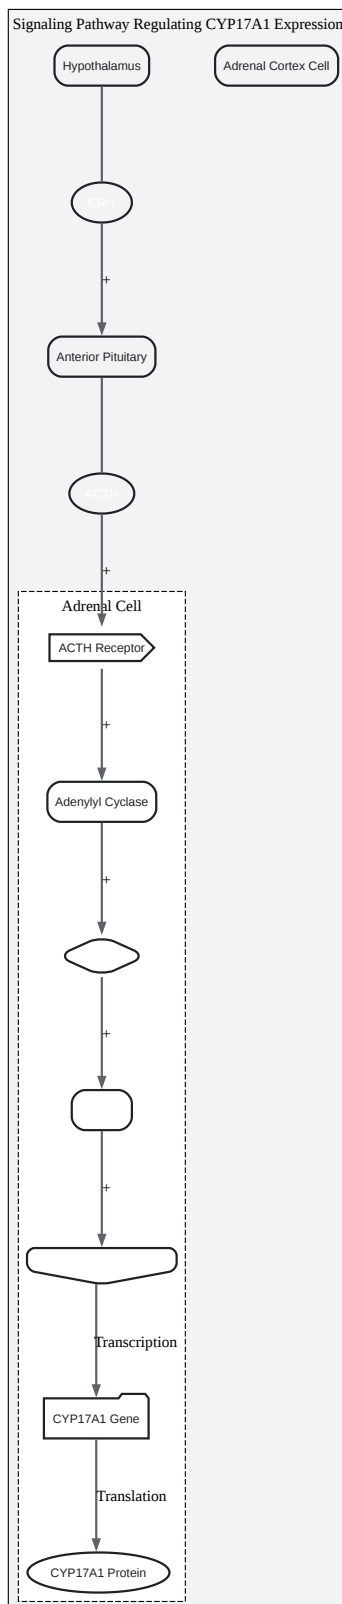 Signaling Pathway Regulating CYP17A1 Expression
Hypothalamus
Adrenal Cortex Cell
CRH
+
Anterior Pituitary
ACTH
+
Adrenal Cell
ACTH Receptor
+
Adenylyl Cyclase
+
+
+
Transcription
CYP17A1 Gene
Translation
CYP17A1 Protein